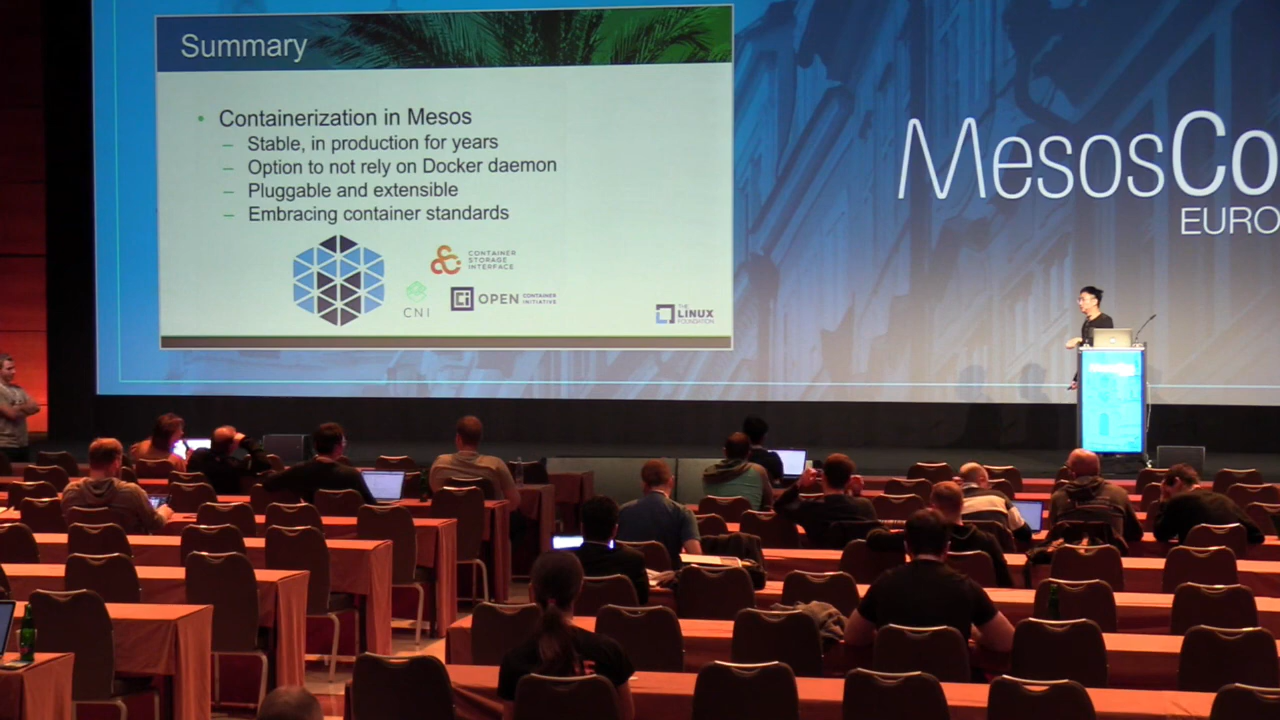 Summary
• Containerization in Mesos
– Stable, in production for years
– Option to not rely on Docker daemon
– Pluggable and extensible
– Embracing container standards
CONTAINER
STORAGE
INTERFACE
CNI
Ci OPEN CONTAINER
INITIATIVE
THE
LINUX
FOUNDATION
MesosCo
EURO